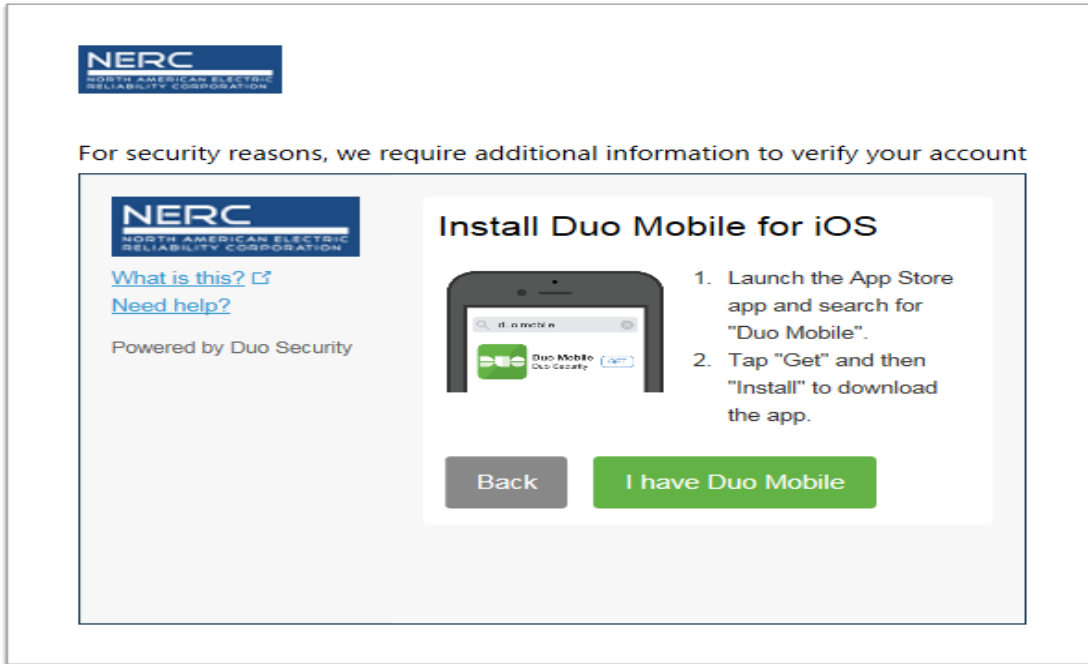 NERC
NORTH AMERICAN ELECTRIC
RELIABILITY CORPORATION
For security reasons, we require additional information to verify your account
NERC
NORTH AMERICAN ELECTRIC
RELIABILITY CORPORATION
What is this?
Need help?
Powered by Duo Security
Install Duo Mobile for iOS
duo mobile
Duo Mobile
Duo Security
GET
1. Launch the App Store
app and search for
"Duo Mobile".
2. Tap "Get" and then
"Install" to download
the app.
Back
I have Duo Mobile